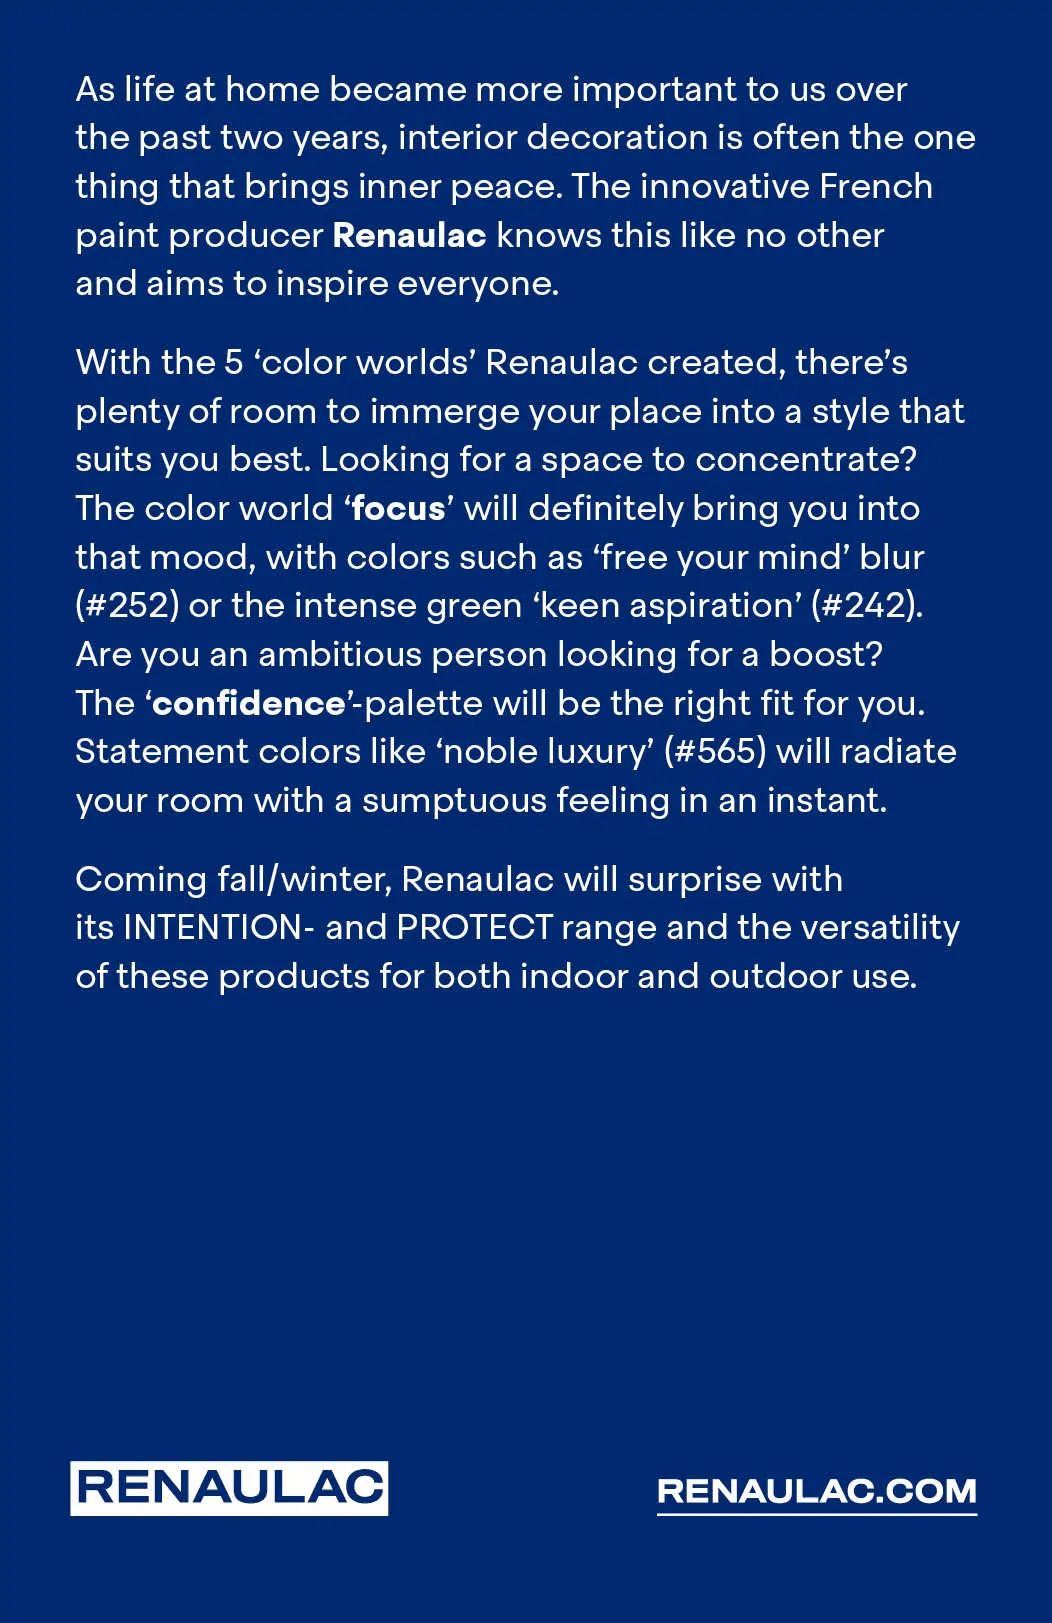 As life at home became more important to us over
the past two years, interior decoration is often the one
thing that brings inner peace. The innovative French
paint producer Renaulac knows this like no other
and aims to inspire everyone.
With the 5 ‘color worlds’ Renaulac created, there’s
plenty of room to immerge your place into a style that
suits you best. Looking for a space to concentrate?
The color world ‘focus’ will definitely bring you into
that mood, with colors such as ‘free your mind’ blur
(#252) or the intense green ‘keen aspiration’ (#242).
Are you an ambitious person looking for a boost?
The ‘confidence’-palette will be the right fit for you.
Statement colors like ‘noble luxury’ (#565) will radiate
your room with a sumptuous feeling in an instant.
Coming fall/winter, Renaulac will surprise with
its INTENTION- and PROTECT range and the versatility
of these products for both indoor and outdoor use.
RENAULAC
RENAULAC.COM